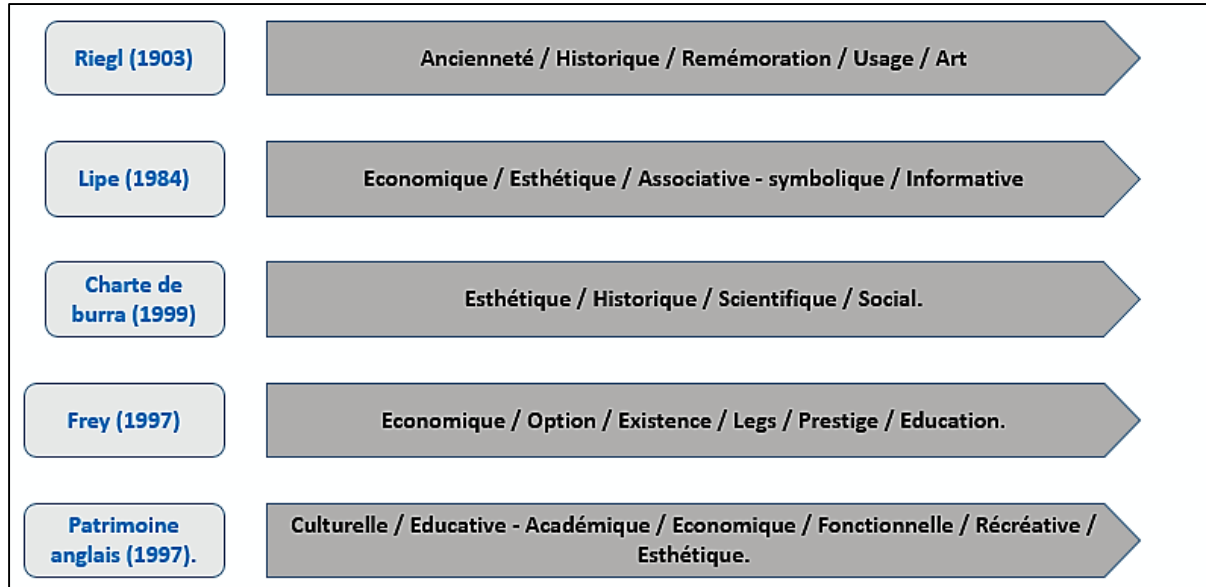 Riegl (1903)
Ancienneté / Historique / Remémoration / Usage / Art
Lipe (1984)
Economique / Esthétique / Associative - symbolique / Informative
Charte de
burra (1999)
Esthétique / Historique / Scientifique / Social.
Frey (1997)
Economique / Option / Existence / Legs / Prestige / Education.
Patrimoine
anglais (1997).
Culturelle / Educative - Académique / Economique / Fonctionnelle / Récréative /
Esthétique.